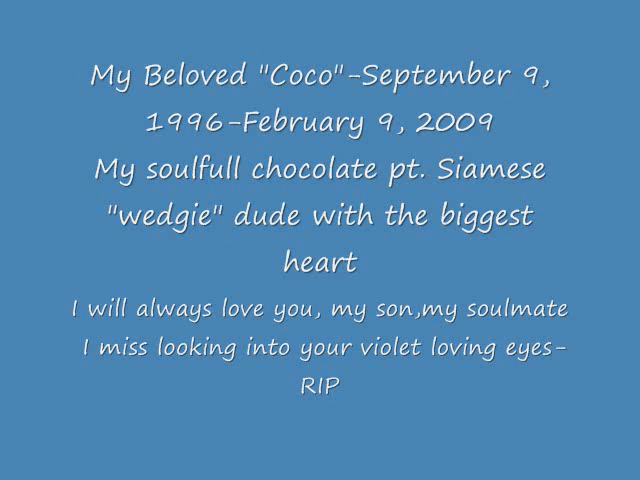 My Beloved "Coco"-September 9,
1996-February 9, 2009
My soulfull chocolate pt. Siamese
"wedgie" dude with the biggest
heart
I will always love you, my son,my soulmate
I miss looking into your violet loving eyes-
RIP